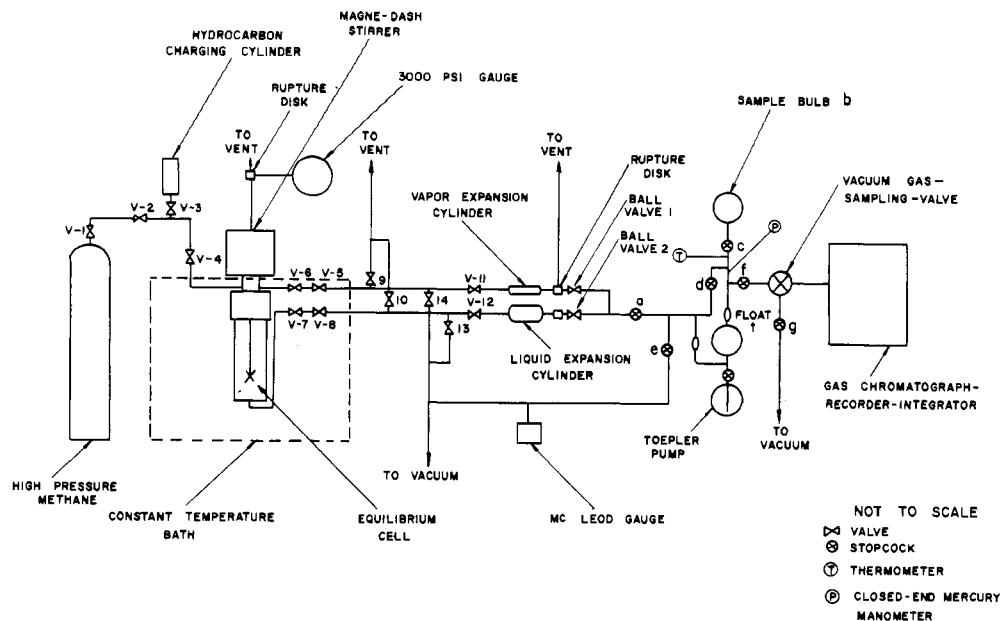 MAGNE-DASH
STIRRER
HYDROCARBON
CHARGING CYLINDER
3000 PSI GAUGE
RUPTURE
DISK
SAMPLE BULB b
TO
VENT
TO
VENT
TO
VENT
RUPTURE
DISK
VACUUM GAS-
SAMPLING-VALVE
VAPOR EXPANSION
CYLINDER
BALL
VALVE 1
BALL
VALVE 2
P
V-2
V-3
V-1
V-4
c
T
V-6
V-5
9
V-11
d
f
10
14
V-12
a
V-7
V-8
13
FLOAT
g
e
LIQUID EXPANSION
CYLINDER
GAS CHROMATOGRAPH-
RECORDER-INTEGRATOR
TOEPLER
PUMP
TO
VACUUM
TO VACUUM
HIGH PRESSURE
METHANE
CONSTANT TEMPERATURE
BATH
EQUILIBRIUM
CELL
MC LEOD GAUGE
NOT TO SCALE
VALVE
STOPCOCK
T THERMOMETER
P CLOSED-END MERCURY
MANOMETER